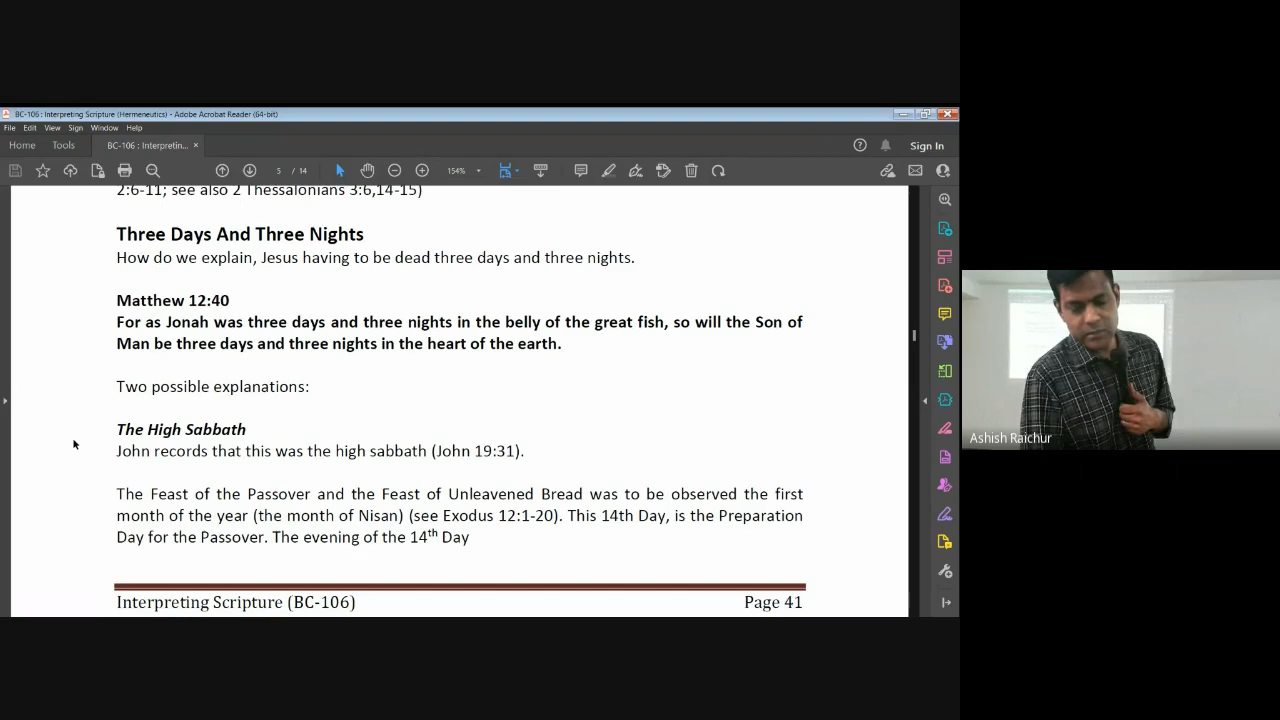 BC-106 : Interpreting Scripture (Hermeneutics) - Adobe Acrobat Reader (64-bit)
File Edit View Sign Window Help
Home Tools BC-106 : Interpretin... × Sign In
5 / 14 154%
2:6-11; see also 2 Thessalonians 3:6,14-15)
Three Days And Three Nights
How do we explain, Jesus having to be dead three days and three nights.
Matthew 12:40
For as Jonah was three days and three nights in the belly of the great fish, so will the Son of
Man be three days and three nights in the heart of the earth.
Two possible explanations:
The High Sabbath
John records that this was the high sabbath (John 19:31).
The Feast of the Passover and the Feast of Unleavened Bread was to be observed the first
month of the year (the month of Nisan) (see Exodus 12:1-20). This 14th Day, is the Preparation
Day for the Passover. The evening of the 14th Day
Interpreting Scripture (BC-106) Page 41
Ashish Raichur